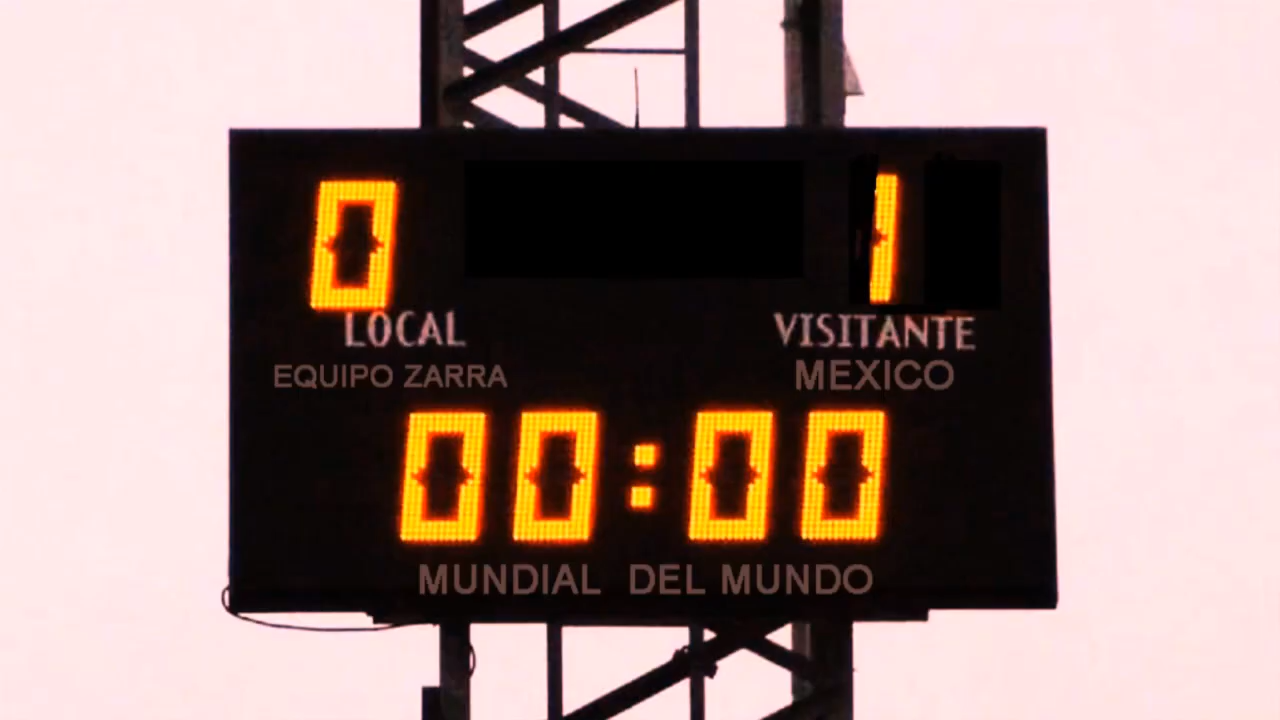 0 1
LOCAL VISITANTE
EQUIPO ZARRA MEXICO
00:00
MUNDIAL DEL MUNDO